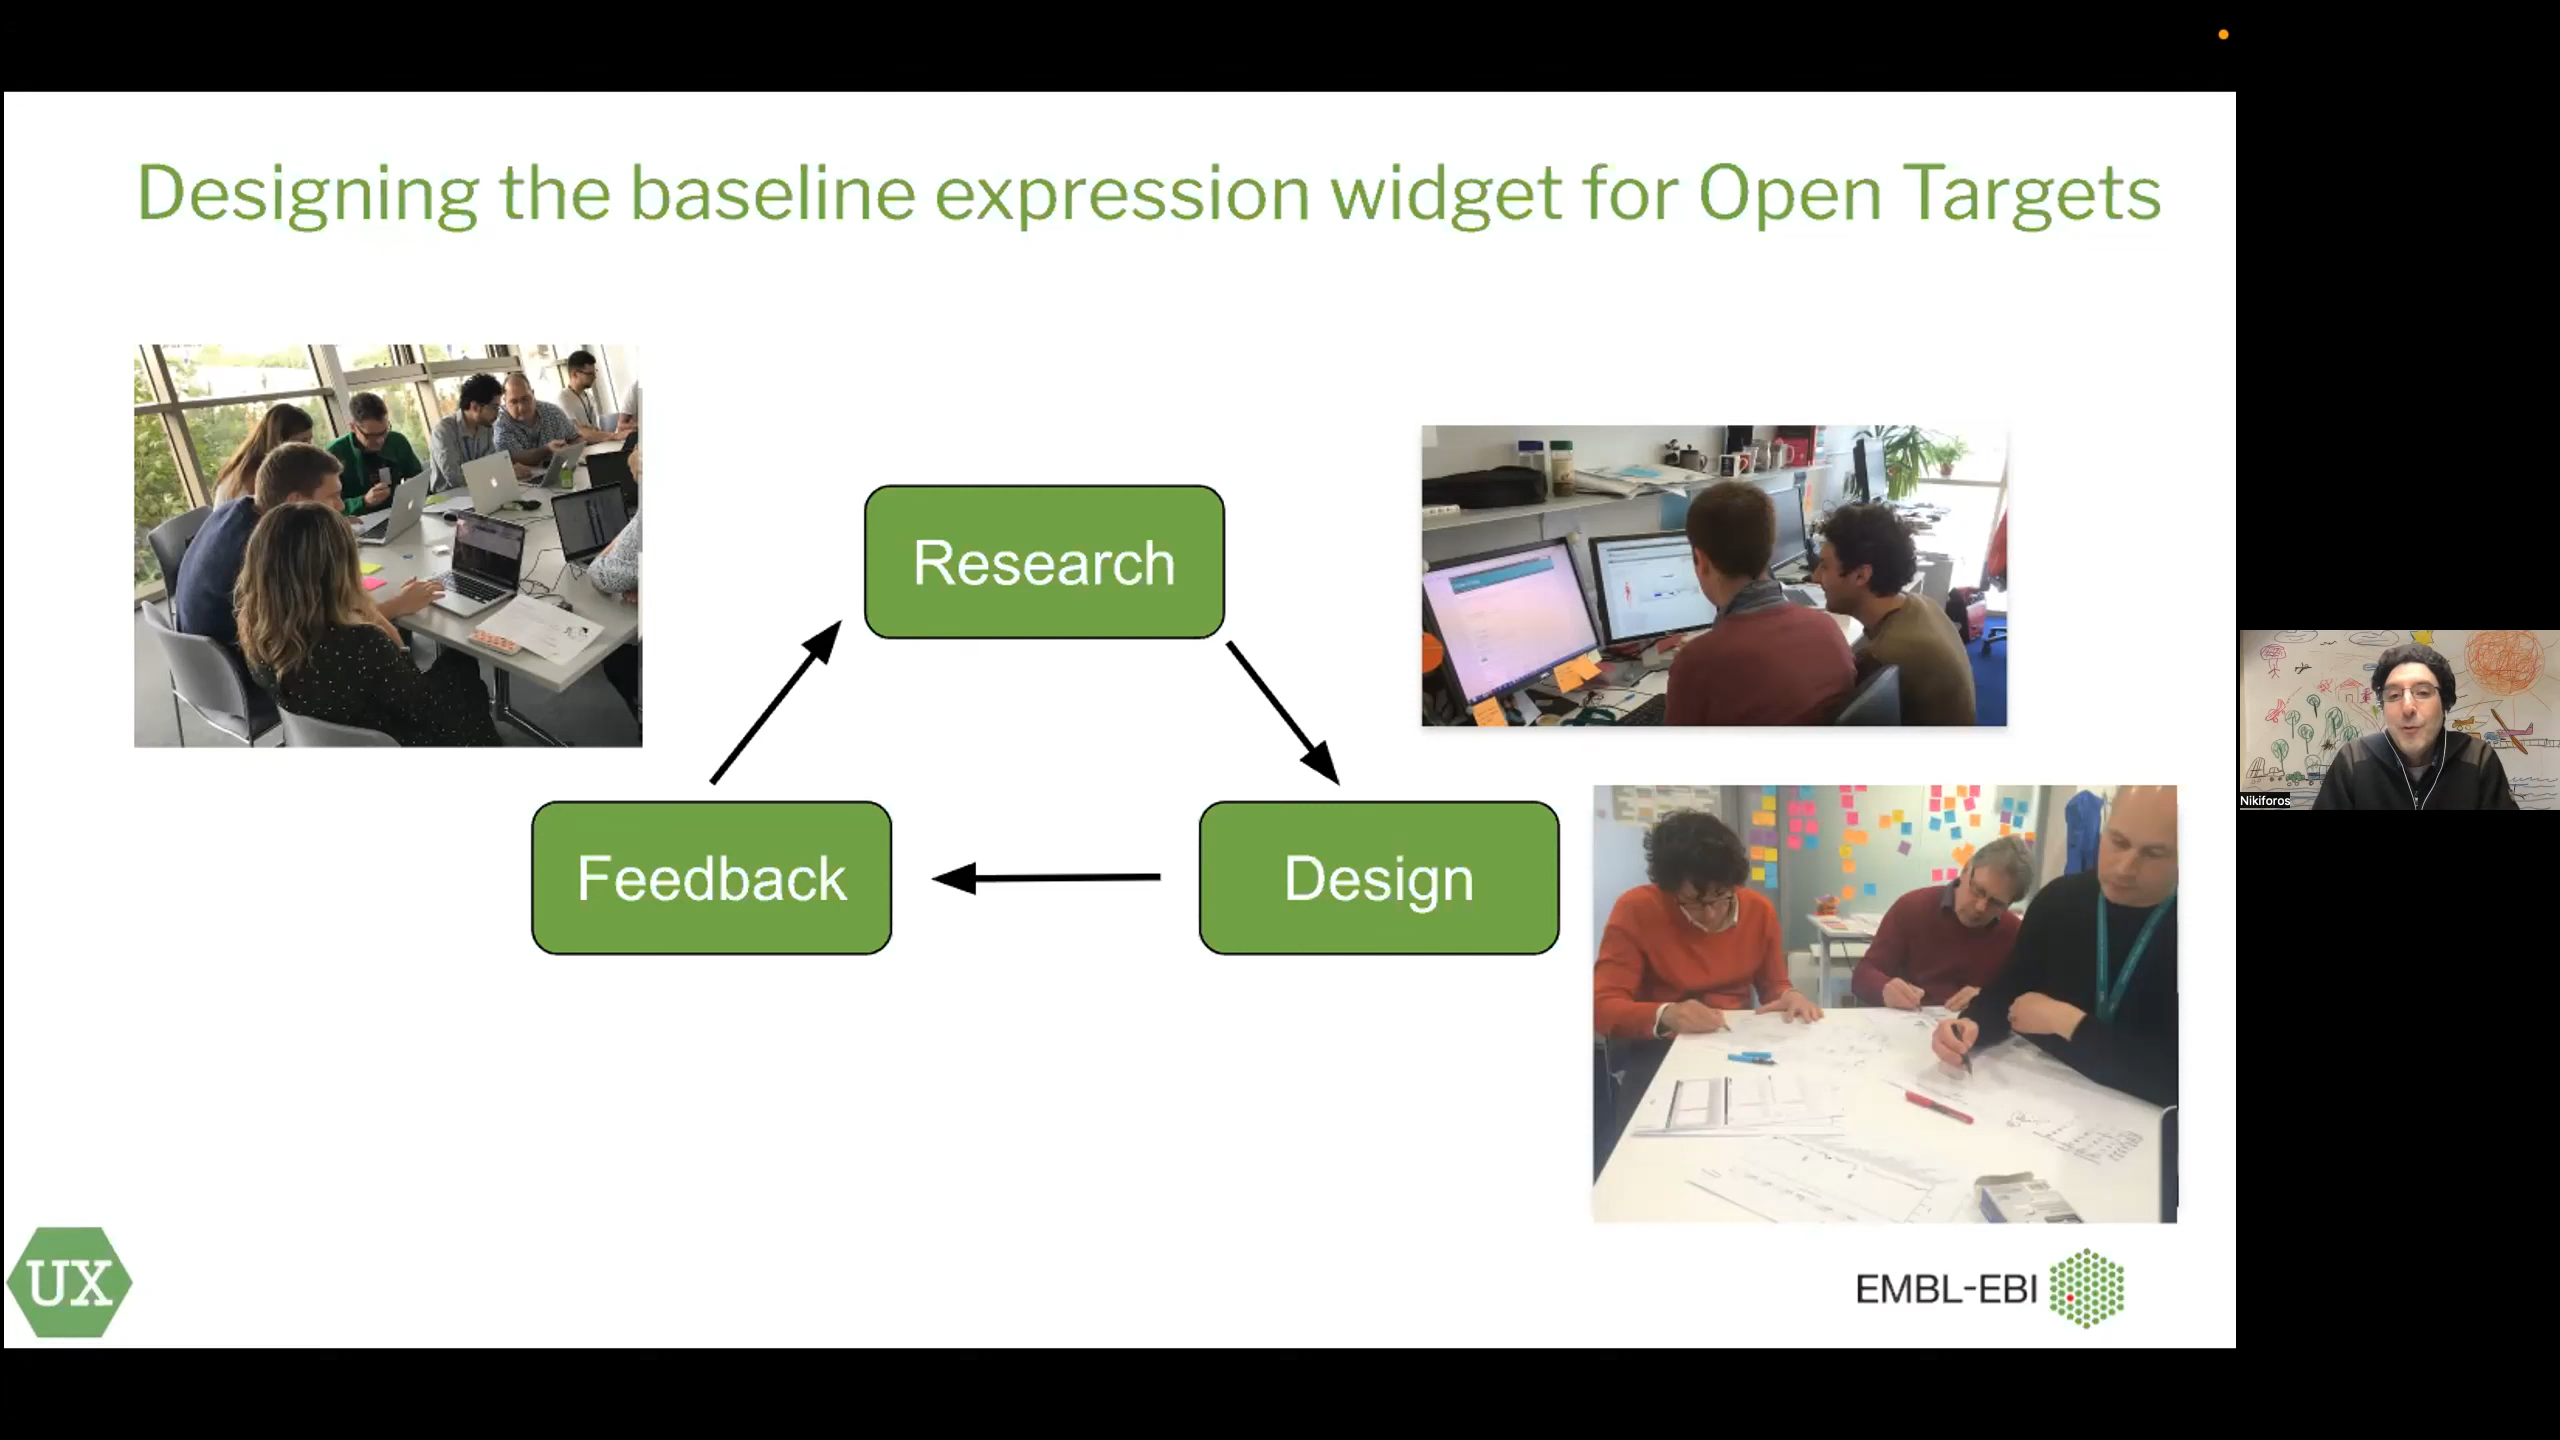 Designing the baseline expression widget for Open Targets
Research
Feedback
Design
Nikiforos
UX
EMBL-EBI